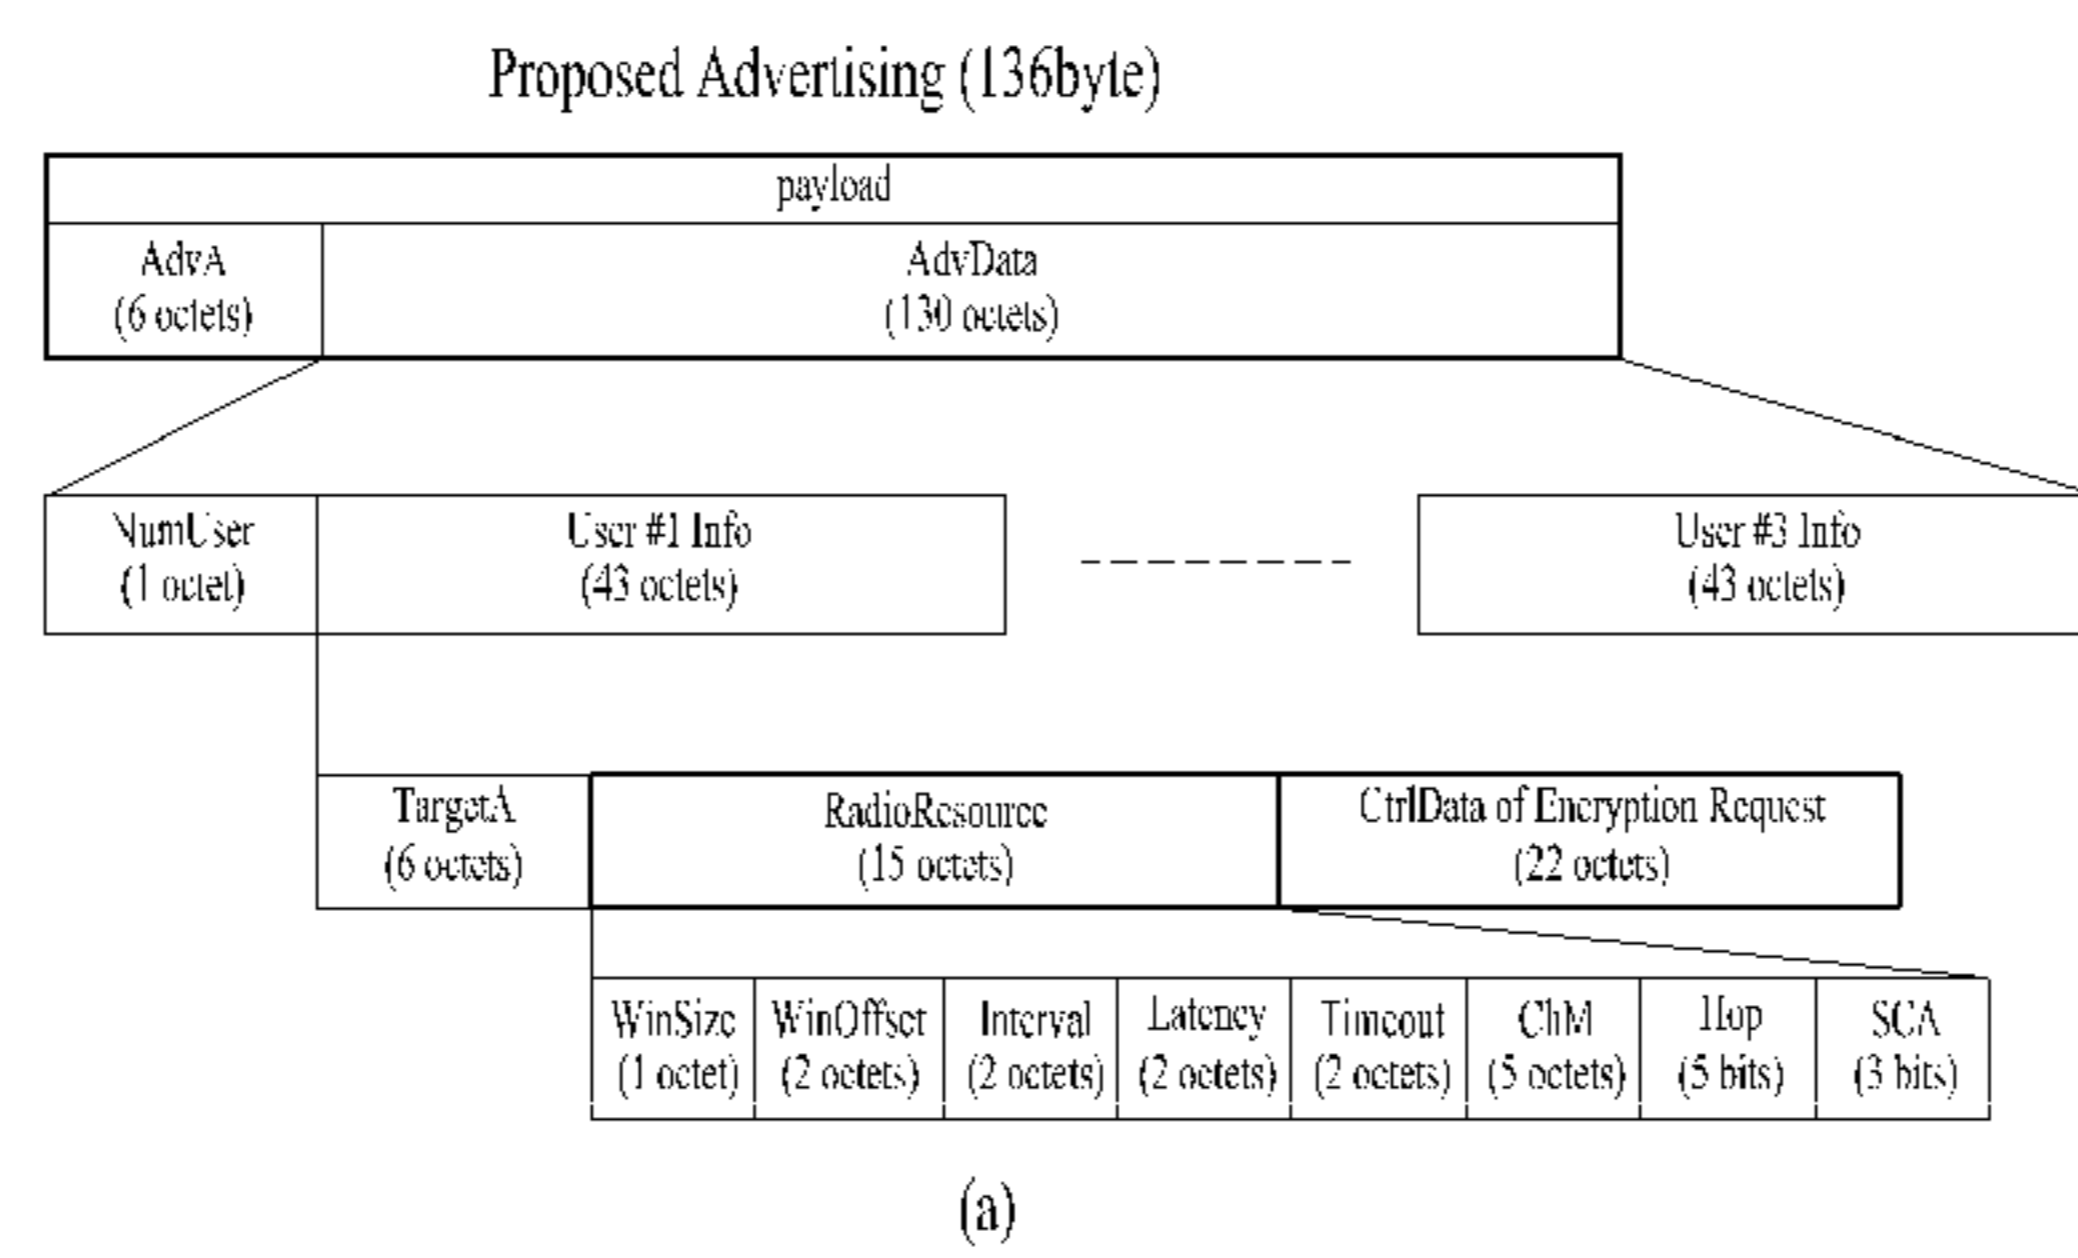 Proposed Advertising (136byte)
payload
AdvA
(6 octets)
AdvData
(130 octets)
NumUser
(1 octet)
User #1 Info
(43 octets)
User #3 Info
(43 octets)
TargetA
(6 octets)
RadioResource
(15 octets)
CtrlData of Encryption Request
(22 octets)
WinSize
(1 octet)
WinOffset
(2 octets)
Interval
(2 octets)
Latency
(2 octets)
Timeout
(2 octets)
ChM
(5 octets)
Hop
(5 bits)
SCA
(3 bits)
(a)